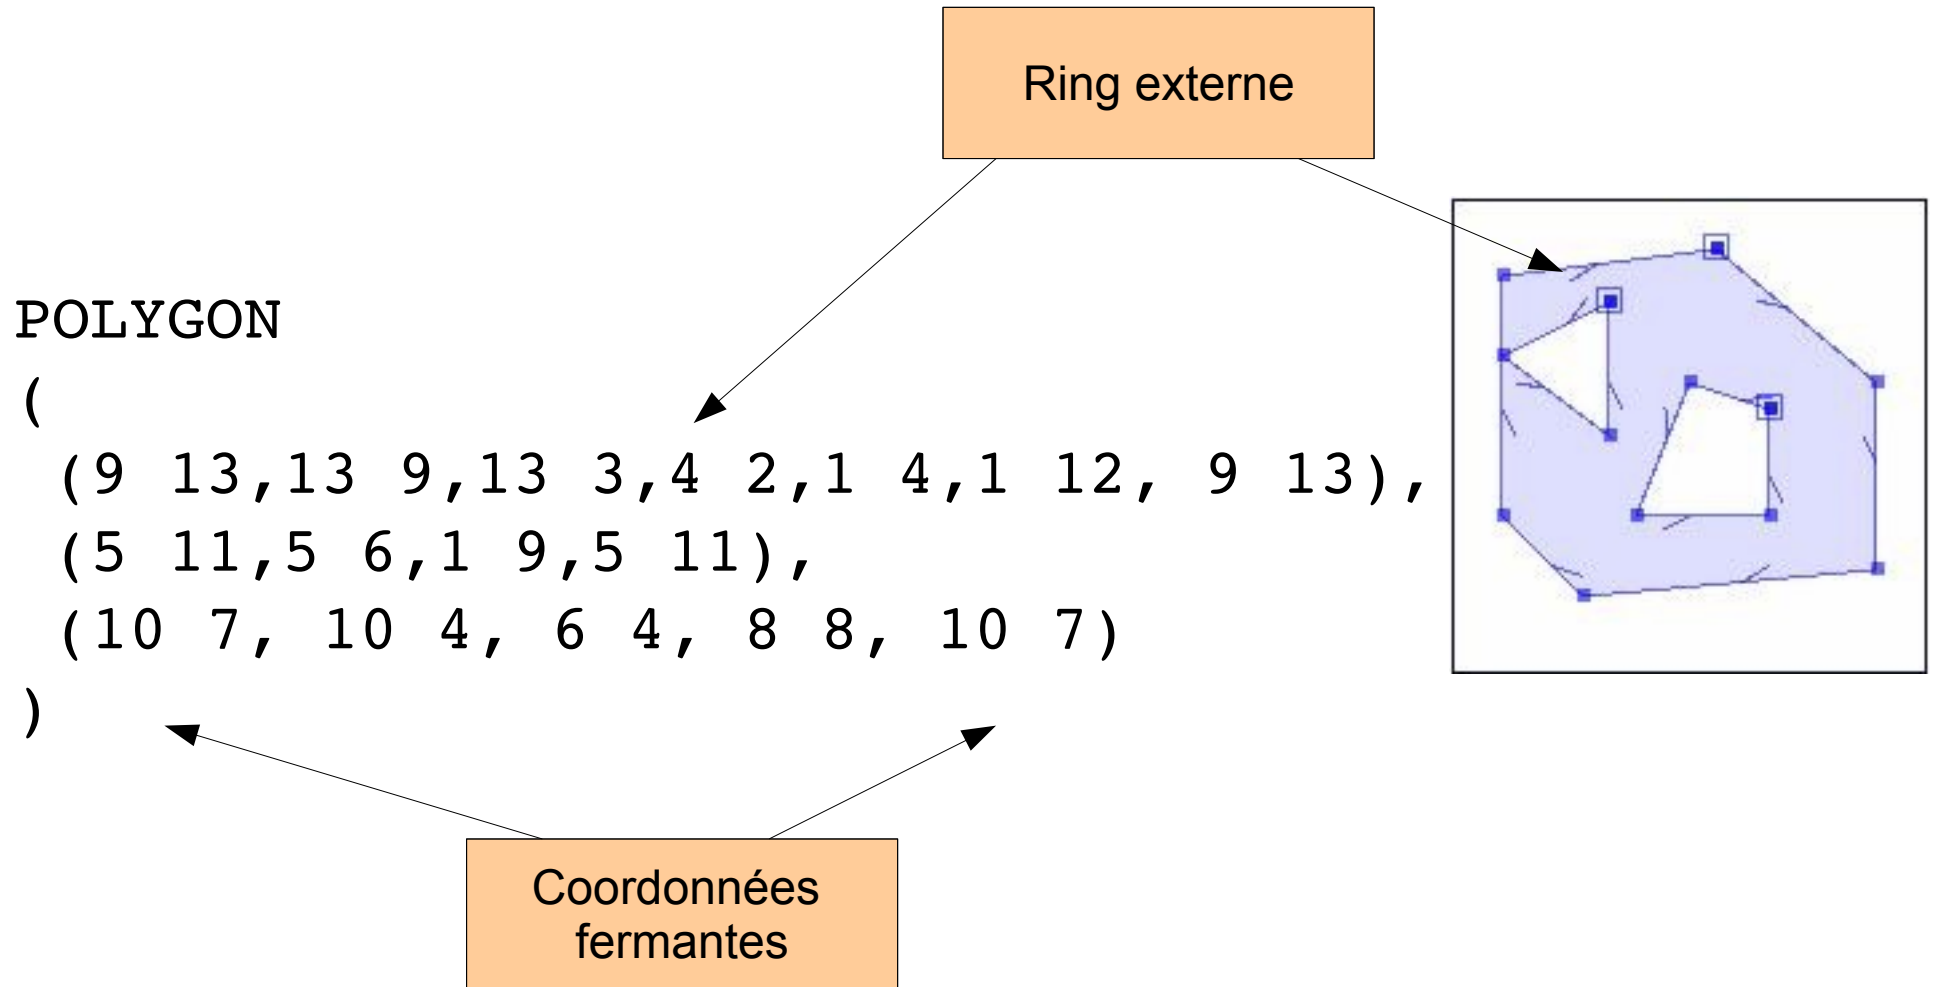 Ring externe
POLYGON
(
(9 13,13 9,13 3,4 2,1 4,1 12, 9 13),
(5 11,5 6,1 9,5 11),
(10 7, 10 4, 6 4, 8 8, 10 7)
)
Coordonnées
fermantes